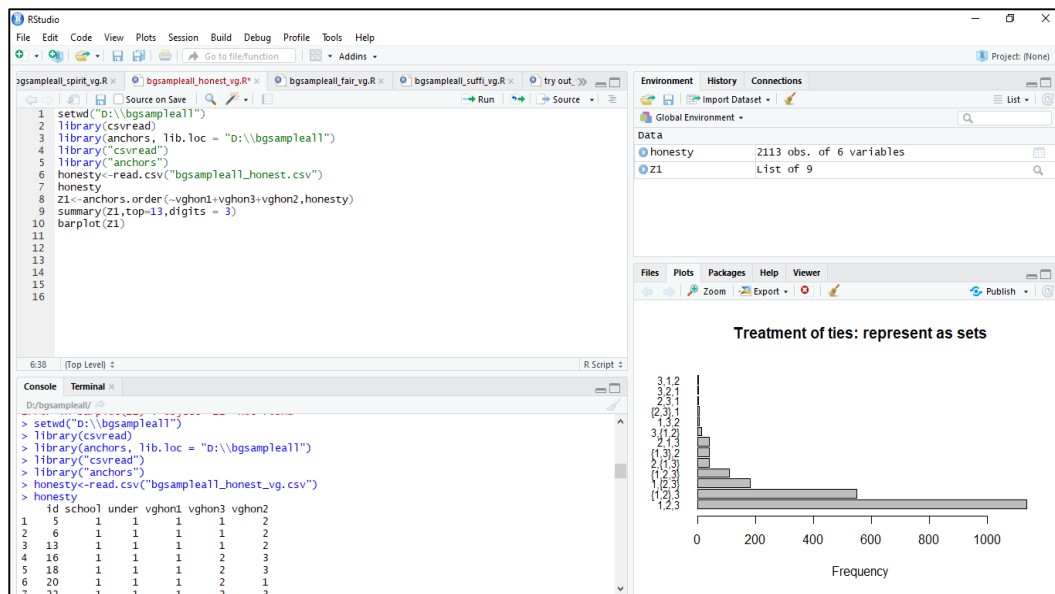 RStudio
File Edit Code View Plots Session Build Debug Profile Tools Help
Go to file/function Addins Project: (None)
bgsampleall_spirit_vg.R bgsampleall_honest_vg.R* bgsampleall_fair_vg.R bgsampleall_suffi_vg.R try out_
Source on Save Run Source
1 setwd("D:\\bgsampleall")
2 library(csvread)
3 library(anchors, lib.loc = "D:\\bgsampleall")
4 library("csvread")
5 library("anchors")
6 honesty<-read.csv("bgsampleall_honest.csv")
7 honesty
8 Z1<-anchors.order(~vghon1+vghon3+vghon2,honesty)
9 summary(Z1,top=13,digits = 3)
10 barplot(Z1)
11
12
13
14
15
16
6:38 (Top Level) R Script
Console Terminal
D:/bgsampleall/
> setwd("D:\\bgsampleall")
> library(csvread)
> library(anchors, lib.loc = "D:\\bgsampleall")
> library("csvread")
> library("anchors")
> honesty<-read.csv("bgsampleall_honest_vg.csv")
> honesty
id school under vghon1 vghon3 vghon2
1 5 1 1 1 1 2
2 6 1 1 1 1 2
3 13 1 1 1 1 2
4 16 1 1 1 2 3
5 18 1 1 1 2 3
6 20 1 1 1 2 1
7 22 1 1 1 2 3
Environment History Connections
Import Dataset List
Global Environment
Data
honesty 2113 obs. of 6 variables
Z1 List of 9
Files Plots Packages Help Viewer
Zoom Export Publish
Treatment of ties: represent as sets
3,1,2
3,2,1
2,3,1
{2,3},1
1,3,2
3,{1,2}
2,1,3
{1,3},2
2,{1,3}
{1,2,3}
1,{2,3}
{1,2},3
1,2,3
0 200 400 600 800 1000
Frequency